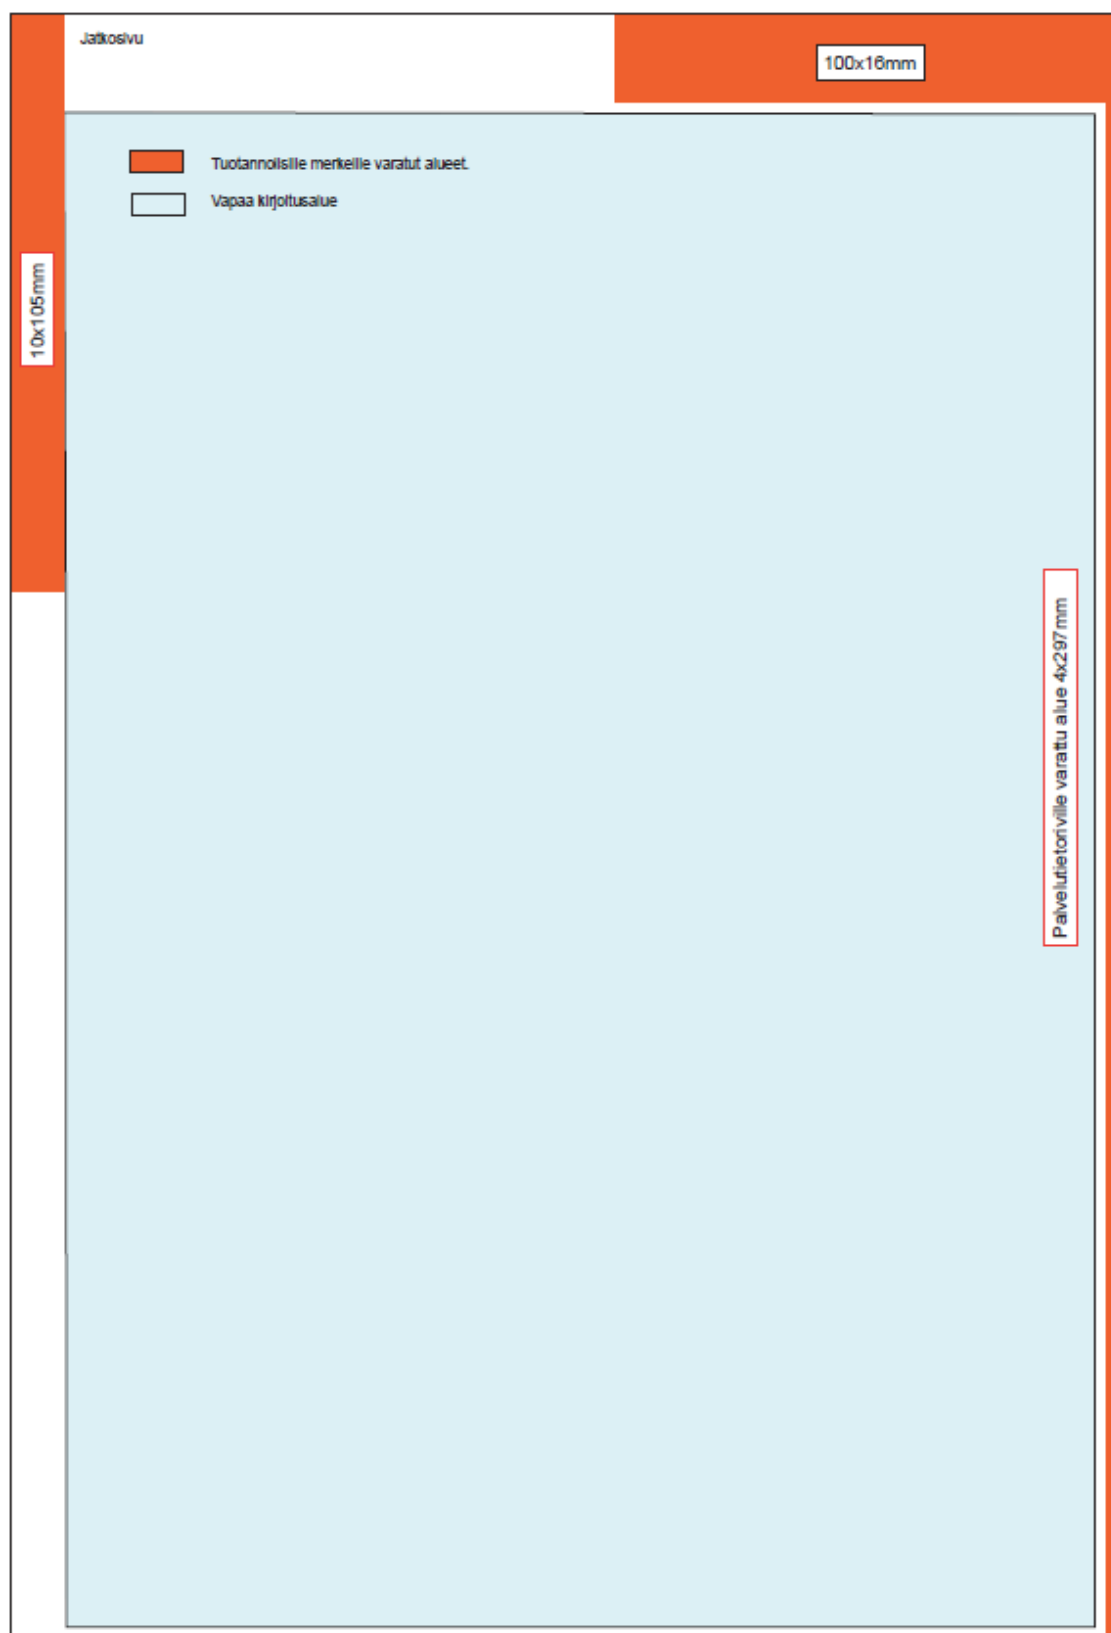 Jatkosivu
100x16mm
Tuotannollisille merkeille varatut alueet.
Vapaa kirjoitusalue
10x105mm
Palvelutietoriville varattu alue 4x297mm